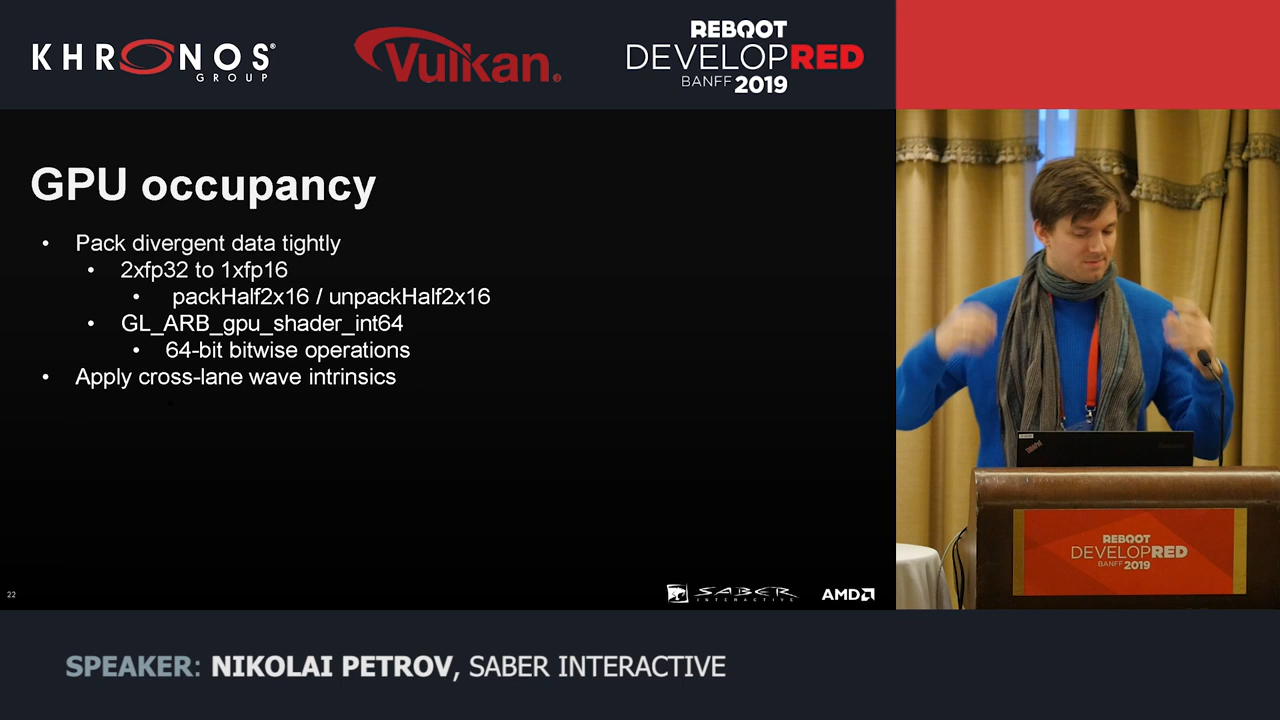 KHRONOS®
GROUP
Vulkan®
REBOOT
DEVELOPRED
BANFF 2019
GPU occupancy
• Pack divergent data tightly
• 2xfp32 to 1xfp16
• packHalf2x16 / unpackHalf2x16
• GL_ARB_gpu_shader_int64
• 64-bit bitwise operations
• Apply cross-lane wave intrinsics
22
SABER
INTERACTIVE
AMD
ThinkPad
REBOOT
DEVELOPRED
BANFF 2019
SPEAKER: NIKOLAI PETROV, SABER INTERACTIVE